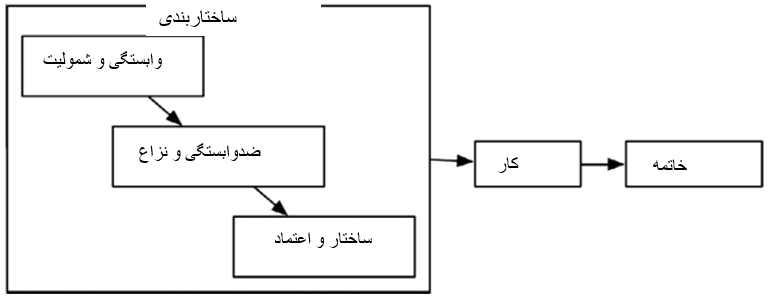 ساختاربندی
وابستگی و شمولیت
ضدوابستگی و نزاع
ساختار و اعتماد
کار
خاتمه